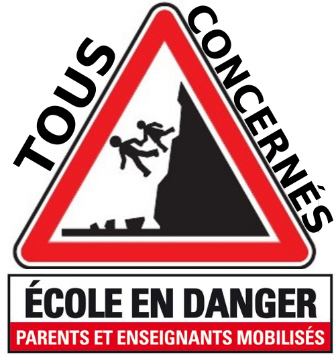 TOUS
CONCERNÉS
ÉCOLE EN DANGER
PARENTS ET ENSEIGNANTS MOBILISÉS